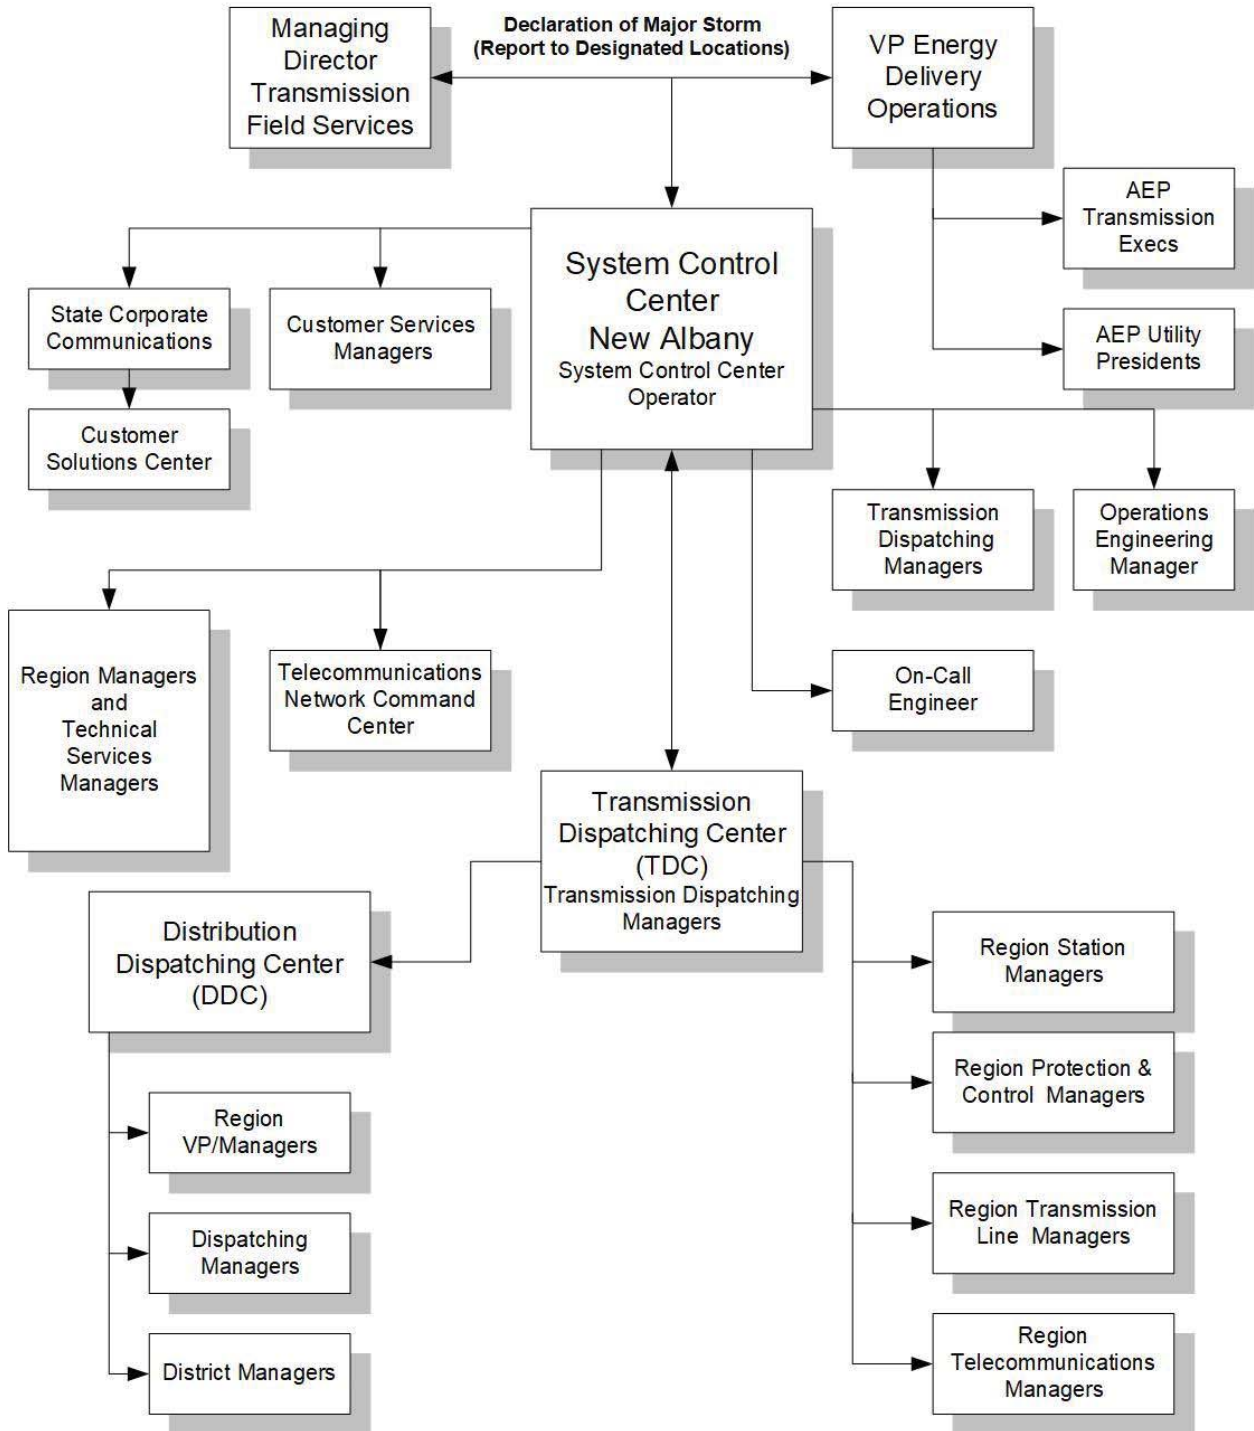 Managing
Director
Transmission
Field Services
Declaration of Major Storm
(Report to Designated Locations)
VP Energy
Delivery
Operations
AEP
Transmission
Execs
System Control
Center
New Albany
System Control Center
Operator
State Corporate
Communications
Customer Services
Managers
AEP Utility
Presidents
Customer
Solutions Center
Transmission
Dispatching
Managers
Operations
Engineering
Manager
Region Managers
and
Technical
Services
Managers
Telecommunications
Network Command
Center
On-Call
Engineer
Transmission
Dispatching Center
(TDC)
Transmission Dispatching
Managers
Distribution
Dispatching Center
(DDC)
Region Station
Managers
Region Protection &
Control Managers
Region
VP/Managers
Region Transmission
Line Managers
Dispatching
Managers
District Managers
Region
Telecommunications
Managers